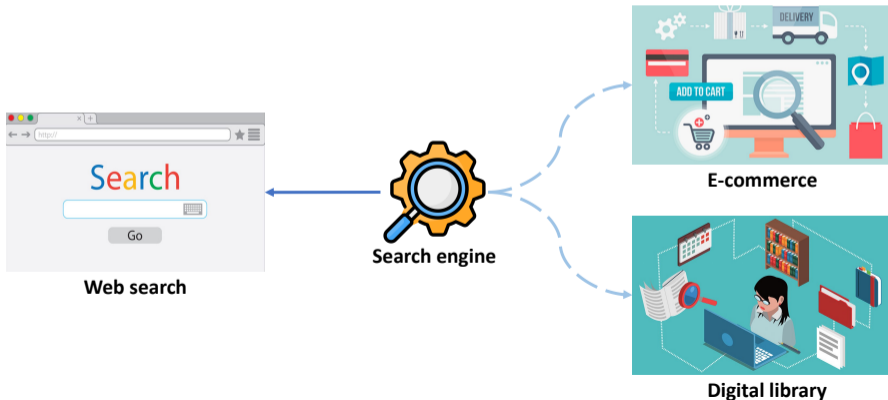 http://
Search
Go
Web search
Search engine
DELIVERY
ADD TO CART
E-commerce
Digital library